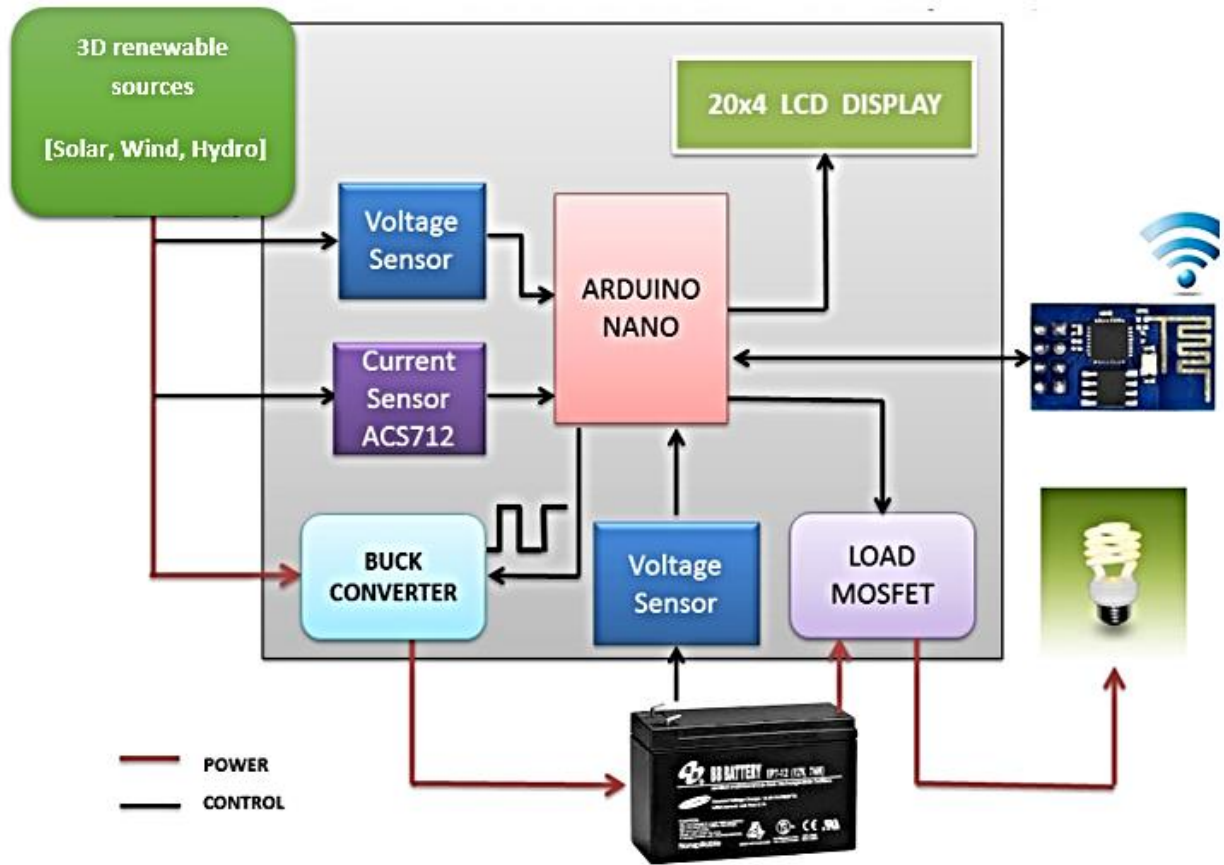 3D renewable
sources
[Solar, Wind, Hydro]
20x4 LCD DISPLAY
Voltage
Sensor
ARDUINO
NANO
Current
Sensor
ACS712
BUCK
CONVERTER
Voltage
Sensor
LOAD
MOSFET
POWER
CONTROL
BB BATTERY